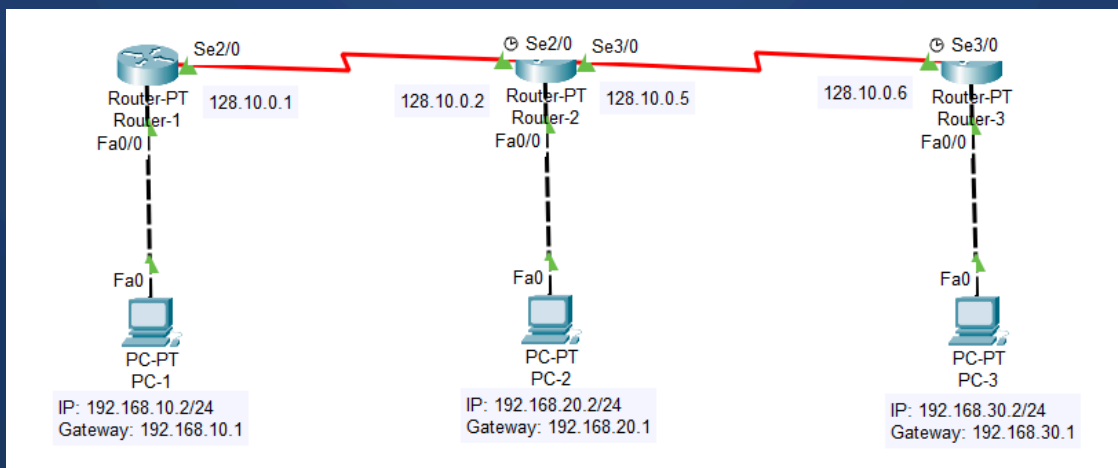 Se2/0
Se2/0
Se3/0
Se3/0
Router-PT
Router-1
128.10.0.1
128.10.0.2
Router-PT
Router-2
128.10.0.5
128.10.0.6
Router-PT
Router-3
Fa0/0
Fa0/0
Fa0/0
Fa0
Fa0
Fa0
PC-PT
PC-1
IP: 192.168.10.2/24
Gateway: 192.168.10.1
PC-PT
PC-2
IP: 192.168.20.2/24
Gateway: 192.168.20.1
PC-PT
PC-3
IP: 192.168.30.2/24
Gateway: 192.168.30.1